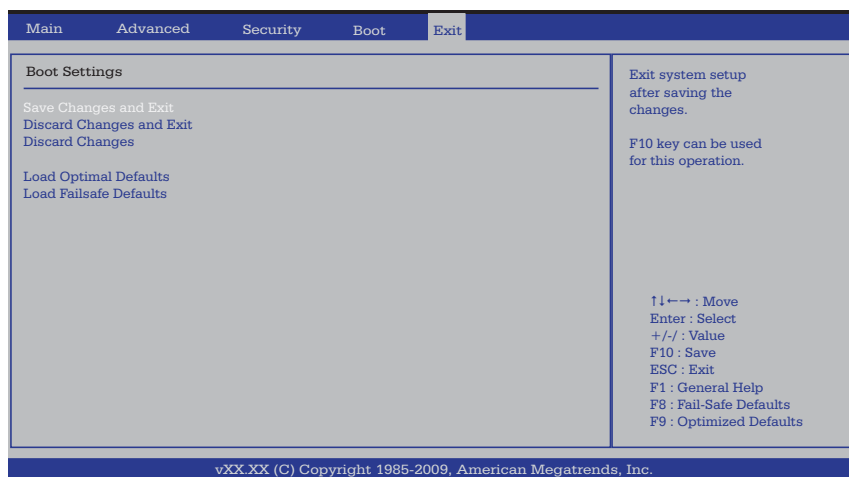 Main Advanced Security Boot Exit
Boot Settings
Save Changes and Exit
Discard Changes and Exit
Discard Changes
Load Optimal Defaults
Load Failsafe Defaults
Exit system setup
after saving the
changes.
F10 key can be used
for this operation.
↑↓←→ : Move
Enter : Select
+/-/ : Value
F10 : Save
ESC : Exit
F1 : General Help
F8 : Fail-Safe Defaults
F9 : Optimized Defaults
vXX.XX (C) Copyright 1985-2009, American Megatrends, Inc.